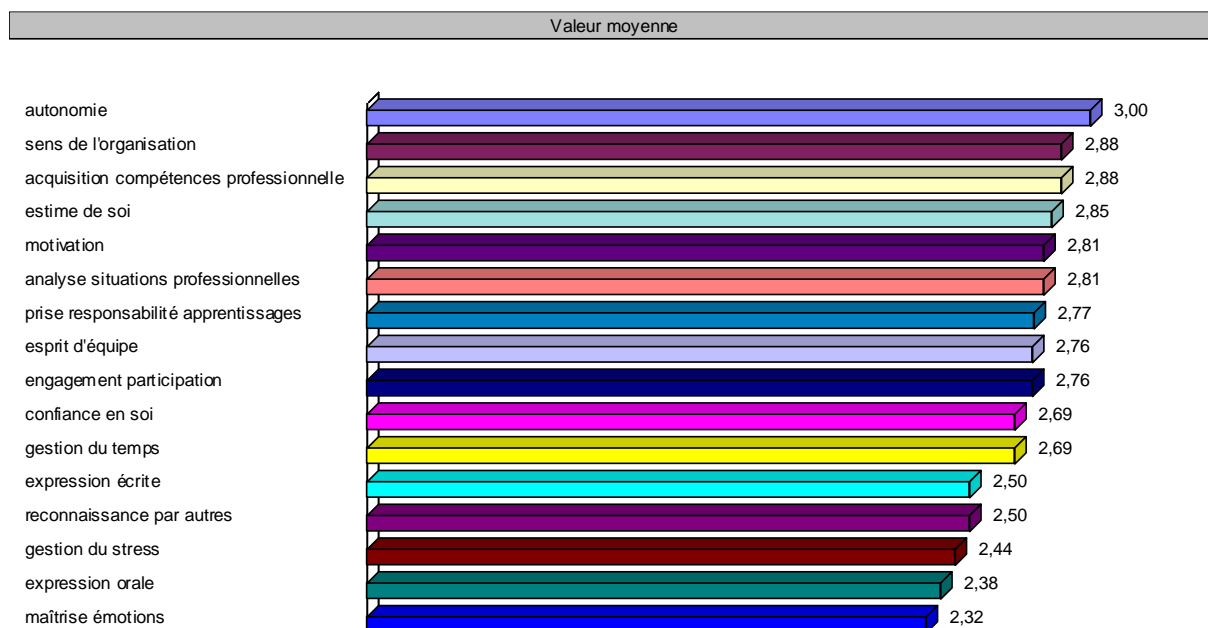 Valeur moyenne
autonomie 3,00
sens de l'organisation 2,88
acquisition compétences professionnelle 2,88
estime de soi 2,85
motivation 2,81
analyse situations professionnelles 2,81
prise responsabilité apprentissages 2,77
esprit d'équipe 2,76
engagement participation 2,76
confiance en soi 2,69
gestion du temps 2,69
expression écrite 2,50
reconnaissance par autres 2,50
gestion du stress 2,44
expression orale 2,38
maîtrise émotions 2,32